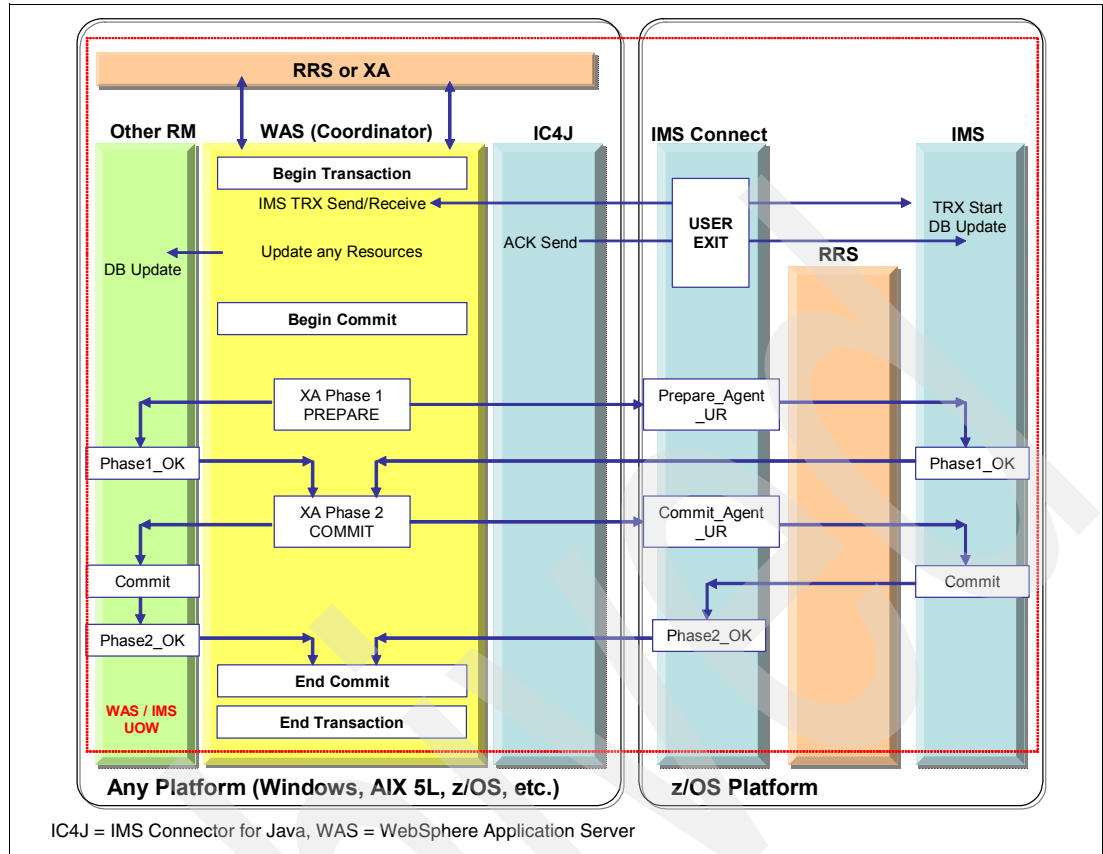 RRS or XA
Other RM
WAS (Coordinator)
IC4J
IMS Connect
IMS
Begin Transaction
IMS TRX Send/Receive
USER
EXIT
TRX Start
DB Update
Update any Resources
ACK Send
DB Update
RRS
Begin Commit
XA Phase 1
PREPARE
Prepare_Agent
_UR
Phase1_OK
Phase1_OK
XA Phase 2
COMMIT
Commit_Agent
_UR
Commit
Commit
Phase2_OK
Phase2_OK
End Commit
WAS / IMS
UOW
End Transaction
Any Platform (Windows, AIX 5L, z/OS, etc.)
z/OS Platform
IC4J = IMS Connector for Java, WAS = WebSphere Application Server